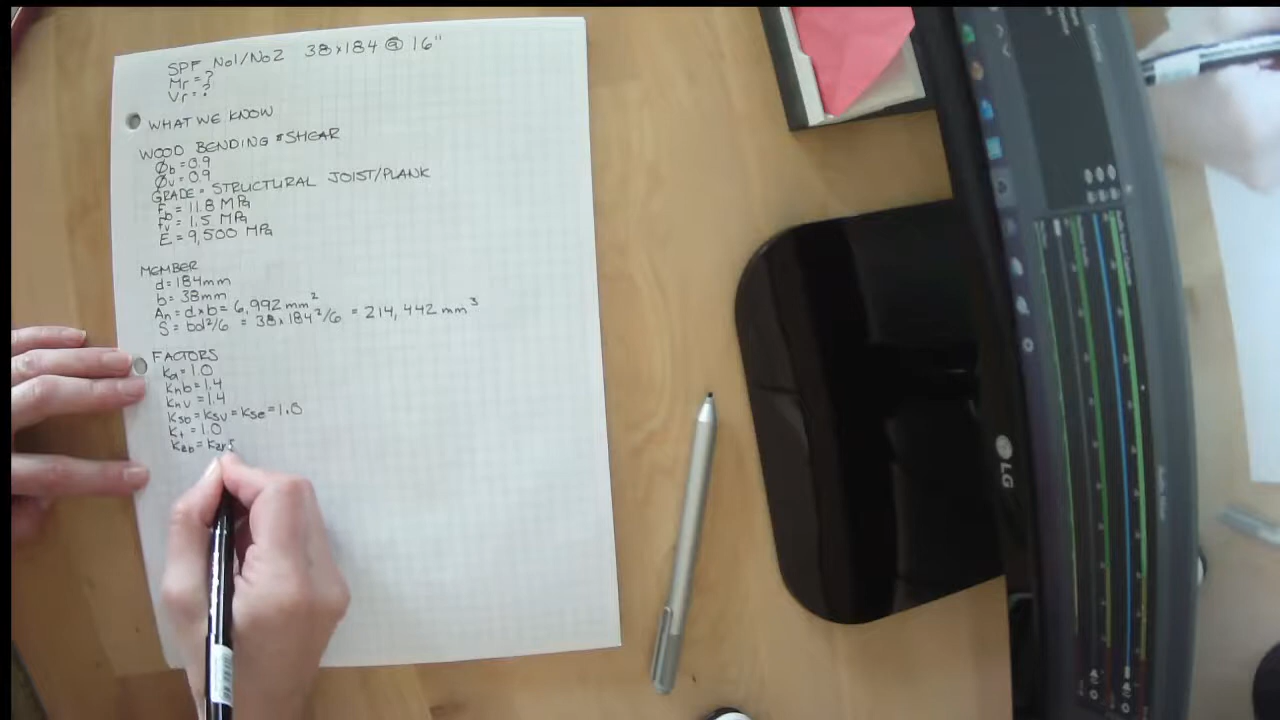 SPF No1/No2 38x184 @ 16"
Mr = ?
Vr = ?
WHAT WE KNOW
WOOD BENDING & SHEAR
Øb = 0.9
Øv = 0.9
GRADE = STRUCTURAL JOIST/PLANK
Fb = 11.8 MPa
fv = 1.5 MPa
E = 9,500 MPa
MEMBER
d = 184mm
b = 38mm
An = d x b = 6,992 mm²
S = bd²/6 = 38 x 184²/6 = 214,442 mm³
FACTORS
Kd = 1.0
KHb = 1.4
KHv = 1.4
KSb = KSv = KSE = 1.0
Kt = 1.0
KZb = KZv =
LG